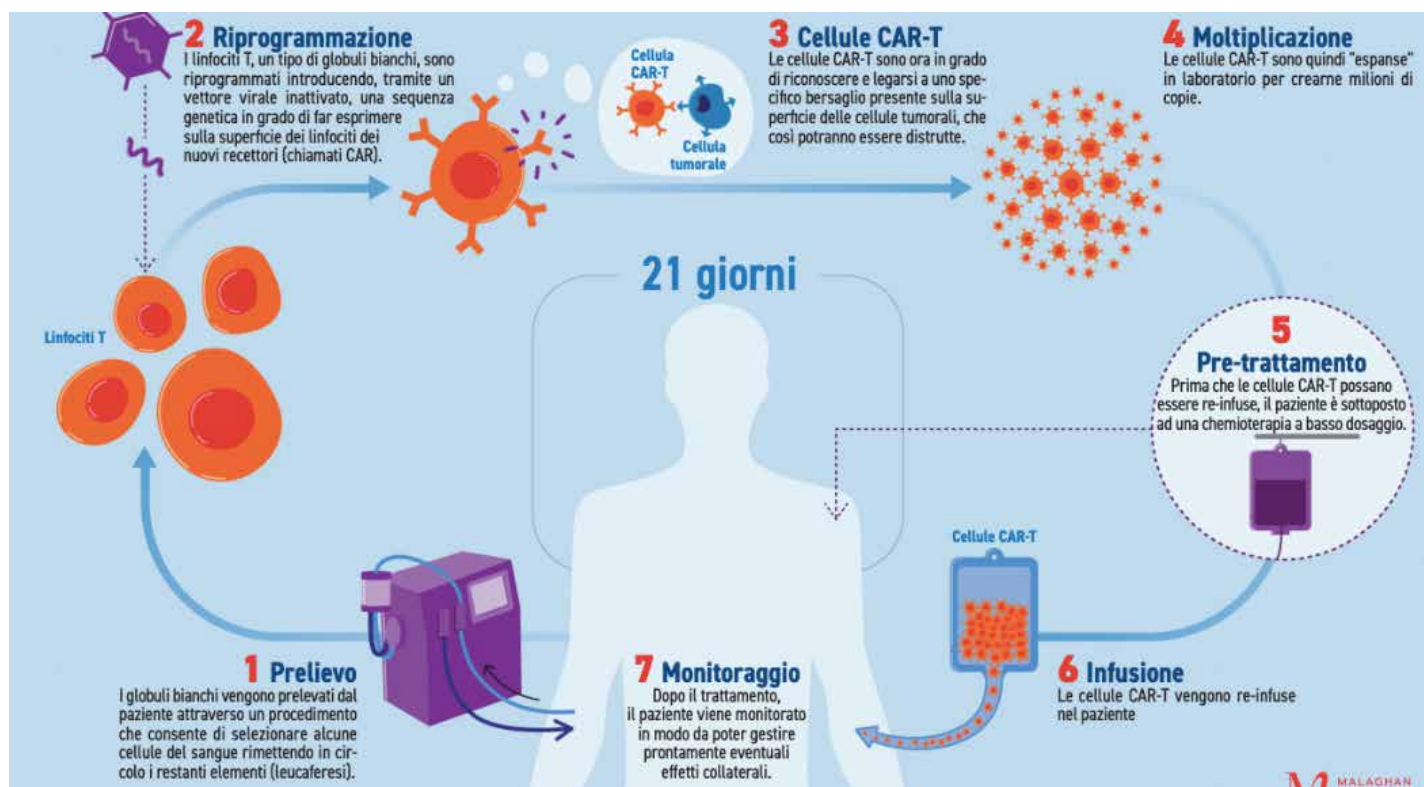 2 Riprogrammazione
I linfociti T, un tipo di globuli bianchi, sono
riprogrammati introducendo, tramite un
vettore virale inattivato, una sequenza
genetica in grado di far esprimere
sulla superficie dei linfociti dei
nuovi recettori (chiamati CAR).
Cellula
CAR-T
Cellula
tumorale
3 Cellule CAR-T
Le cellule CAR-T sono ora in grado
di riconoscere e legarsi a uno spe-
cifico bersaglio presente sulla su-
perficie delle cellule tumorali, che
così potranno essere distrutte.
4 Moltiplicazione
Le cellule CAR-T sono quindi "espanse"
in laboratorio per crearne milioni di
copie.
21 giorni
Linfociti T
5
Pre-trattamento
Prima che le cellule CAR-T possano
essere re-infuse, il paziente è sottoposto
ad una chemioterapia a basso dosaggio.
Cellule CAR-T
1 Prelievo
I globuli bianchi vengono prelevati dal
paziente attraverso un procedimento
che consente di selezionare alcune
cellule del sangue rimettendo in cir-
colo i restanti elementi (leucaferesi).
7 Monitoraggio
Dopo il trattamento,
il paziente viene monitorato
in modo da poter gestire
prontamente eventuali
effetti collaterali.
6 Infusione
Le cellule CAR-T vengono re-infuse
nel paziente
MALAGHAN